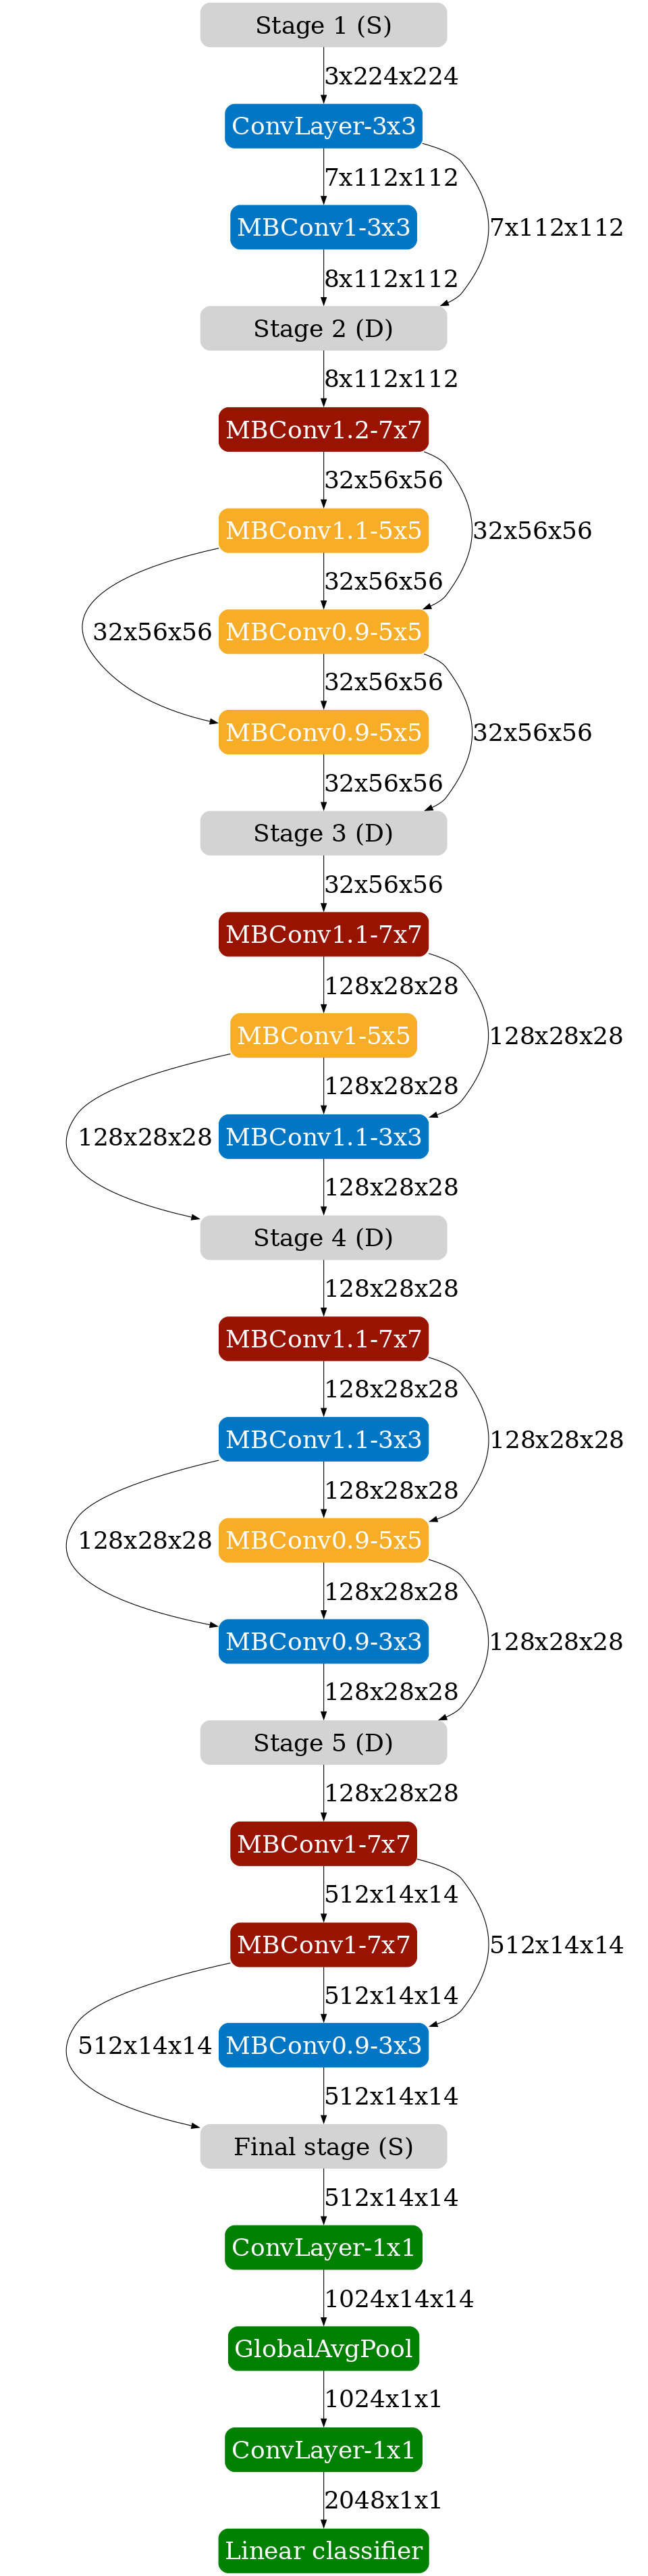 Stage 1 (S)
3x224x224
ConvLayer-3x3
7x112x112
MBConv1-3x3
7x112x112
8x112x112
Stage 2 (D)
8x112x112
MBConv1.2-7x7
32x56x56
MBConv1.1-5x5
32x56x56
32x56x56
32x56x56
MBConv0.9-5x5
32x56x56
MBConv0.9-5x5
32x56x56
32x56x56
Stage 3 (D)
32x56x56
MBConv1.1-7x7
128x28x28
MBConv1-5x5
128x28x28
128x28x28
128x28x28
MBConv1.1-3x3
128x28x28
Stage 4 (D)
128x28x28
MBConv1.1-7x7
128x28x28
MBConv1.1-3x3
128x28x28
128x28x28
128x28x28
MBConv0.9-5x5
128x28x28
MBConv0.9-3x3
128x28x28
128x28x28
Stage 5 (D)
128x28x28
MBConv1-7x7
512x14x14
MBConv1-7x7
512x14x14
512x14x14
512x14x14
MBConv0.9-3x3
512x14x14
Final stage (S)
512x14x14
ConvLayer-1x1
1024x14x14
GlobalAvgPool
1024x1x1
ConvLayer-1x1
2048x1x1
Linear classifier